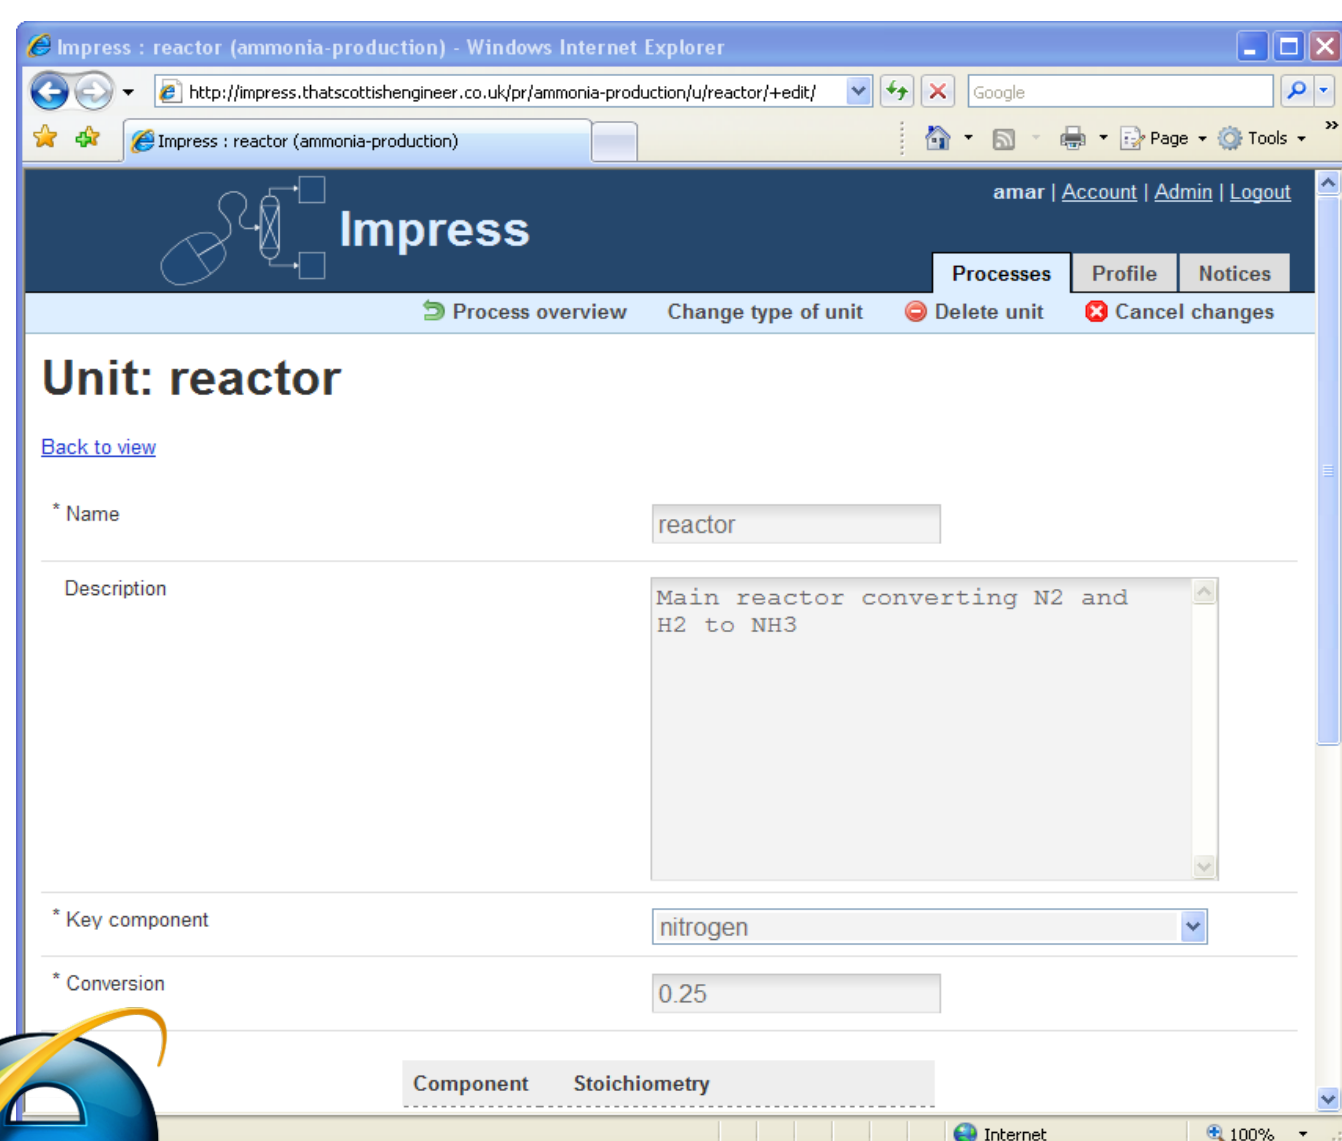 Impress : reactor (ammonia-production) - Windows Internet Explorer
http://impress.thatscottishengineer.co.uk/pr/ammonia-production/u/reactor/+edit/
Google
Impress : reactor (ammonia-production)
Page
Tools
»
amar | Account | Admin | Logout
Impress
Processes Profile Notices
Process overview Change type of unit Delete unit Cancel changes
Unit: reactor
Back to view
* Name
reactor
Description
Main reactor converting N2 and
H2 to NH3
* Key component
nitrogen
* Conversion
0.25
Component Stoichiometry
Internet
100%